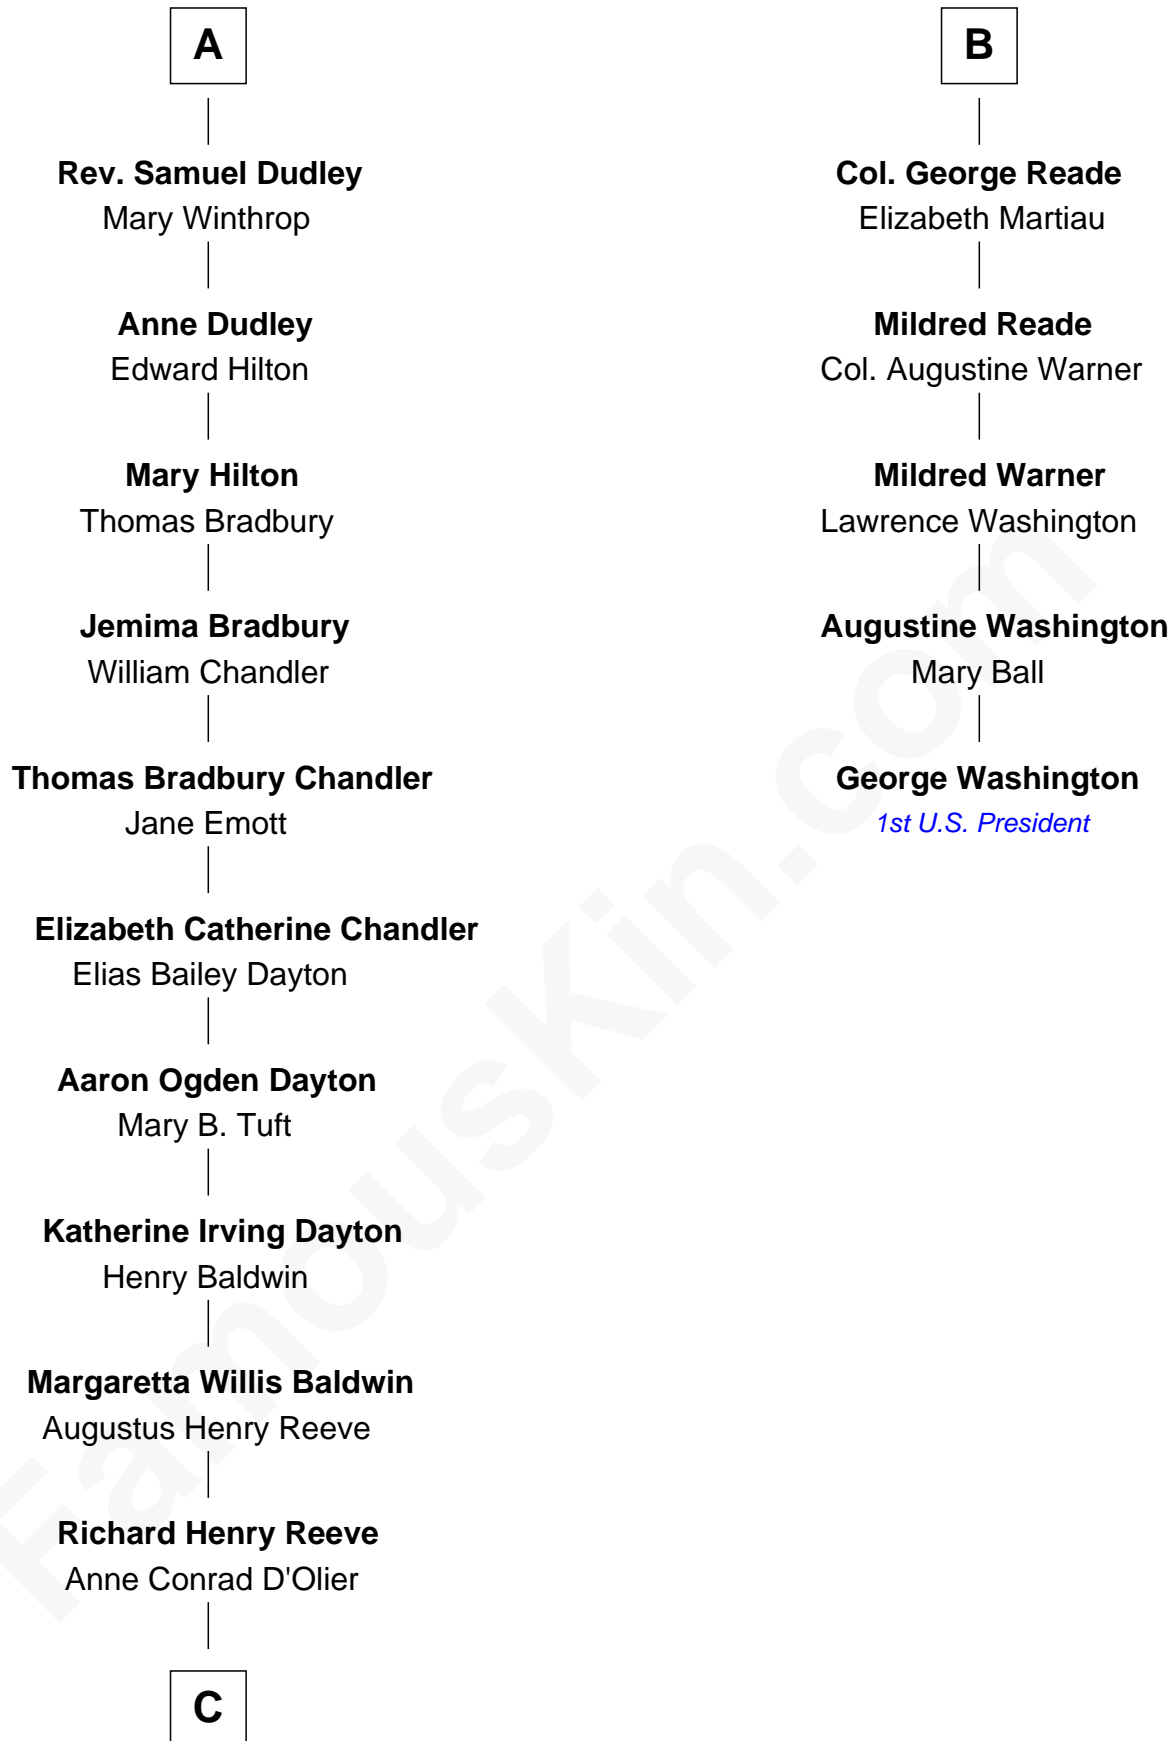 A
Rev. Samuel Dudley
Mary Winthrop
Anne Dudley
Edward Hilton
Mary Hilton
Thomas Bradbury
Jemima Bradbury
William Chandler
Thomas Bradbury Chandler
Jane Emott
Elizabeth Catherine Chandler
Elias Bailey Dayton
Aaron Ogden Dayton
Mary B. Tuft
Katherine Irving Dayton
Henry Baldwin
Margaretta Willis Baldwin
Augustus Henry Reeve
Richard Henry Reeve
Anne Conrad D'Olier
C
B
Col. George Reade
Elizabeth Martiau
Mildred Reade
Col. Augustine Warner
Mildred Warner
Lawrence Washington
Augustine Washington
Mary Ball
George Washington
1st U.S. President
FamousKin.com